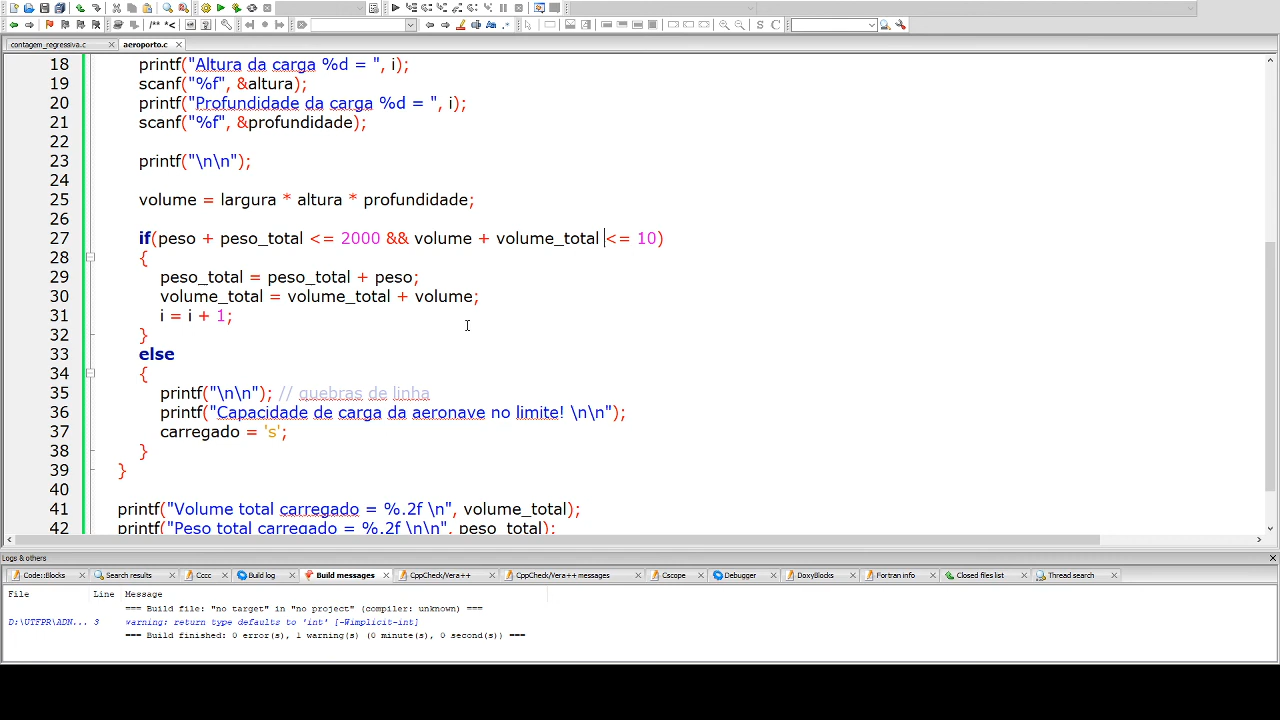 contagem_regressiva.c aeroporto.c
18 printf("Altura da carga %d = ", i);
19 scanf("%f", &altura);
20 printf("Profundidade da carga %d = ", i);
21 scanf("%f", &profundidade);
22
23 printf("\n\n");
24
25 volume = largura * altura * profundidade;
26
27 if(peso + peso_total <= 2000 && volume + volume_total <= 10)
28 {
29 peso_total = peso_total + peso;
30 volume_total = volume_total + volume;
31 i = i + 1;
32 }
33 else
34 {
35 printf("\n\n"); // quebras de linha
36 printf("Capacidade de carga da aeronave no limite! \n\n");
37 carregado = 's';
38 }
39 }
40
41 printf("Volume total carregado = %.2f \n", volume_total);
42 printf("Peso total carregado = %.2f \n\n", peso_total);
Logs & others
Code::Blocks Search results Cccc Build log Build messages CppCheck/Vera++ CppCheck/Vera++ messages Cscope Debugger DoxyBlocks Fortran info Closed files list Thread search
File Line Message
=== Build file: "no target" in "no project" (compiler: unknown) ===
D:\UTFPR\ADN... 3 warning: return type defaults to 'int' [-Wimplicit-int]
=== Build finished: 0 error(s), 1 warning(s) (0 minute(s), 0 second(s)) ===